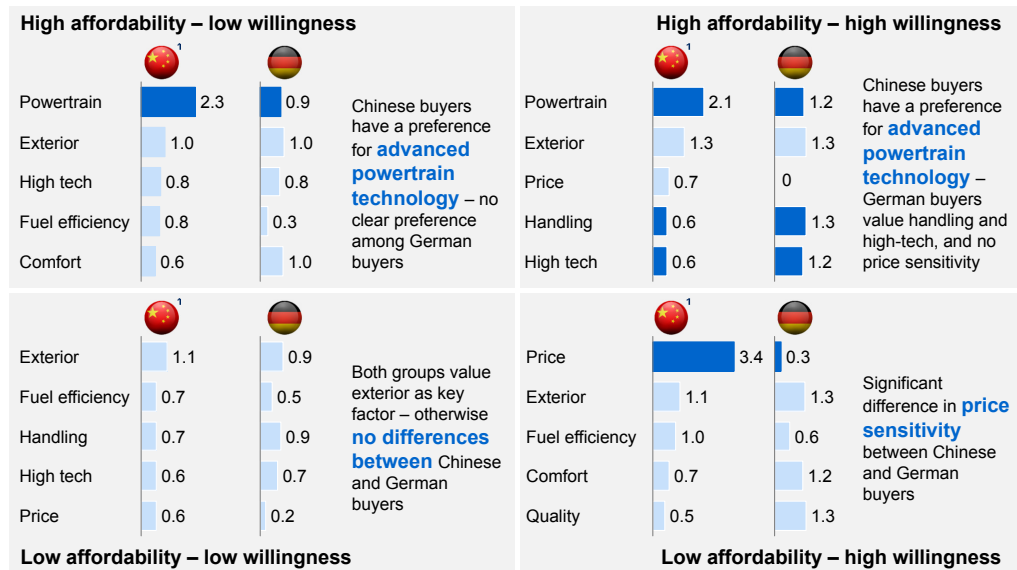 High affordability – low willingness
1
Powertrain 2.3 0.9
Exterior 1.0 1.0
High tech 0.8 0.8
Fuel efficiency 0.8 0.3
Comfort 0.6 1.0
Chinese buyers
have a preference
for advanced
powertrain
technology – no
clear preference
among German
buyers
High affordability – high willingness
1
Powertrain 2.1 1.2
Exterior 1.3 1.3
Price 0.7 0
Handling 0.6 1.3
High tech 0.6 1.2
Chinese buyers
have a preference
for advanced
powertrain
technology –
German buyers
value handling and
high-tech, and no
price sensitivity
1
Exterior 1.1 0.9
Fuel efficiency 0.7 0.5
Handling 0.7 0.9
High tech 0.6 0.7
Price 0.6 0.2
Both groups value
exterior as key
factor – otherwise
no differences
between Chinese
and German
buyers
Low affordability – low willingness
1
Price 3.4 0.3
Exterior 1.1 1.3
Fuel efficiency 1.0 0.6
Comfort 0.7 1.2
Quality 0.5 1.3
Significant
difference in price
sensitivity
between Chinese
and German
buyers
Low affordability – high willingness